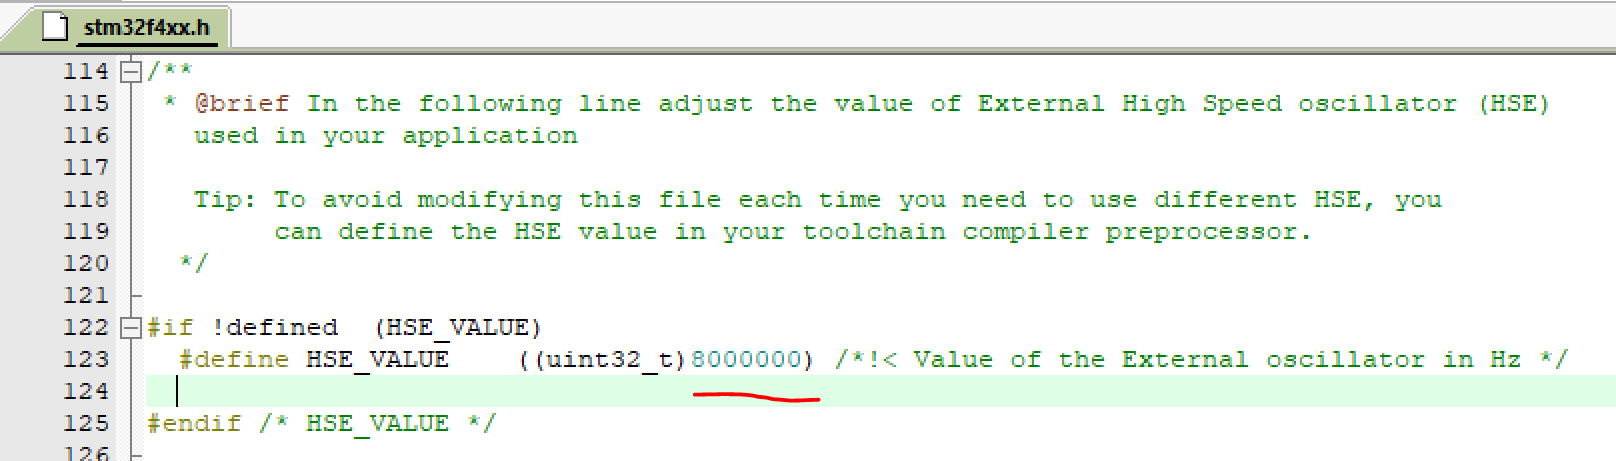 stm32f4xx.h
114 /**
115 * @brief In the following line adjust the value of External High Speed oscillator (HSE)
116 used in your application
117
118 Tip: To avoid modifying this file each time you need to use different HSE, you
119 can define the HSE value in your toolchain compiler preprocessor.
120 */
121
122 #if !defined (HSE_VALUE)
123 #define HSE_VALUE ((uint32_t)8000000) /*!< Value of the External oscillator in Hz */
124
125 #endif /* HSE_VALUE */
126